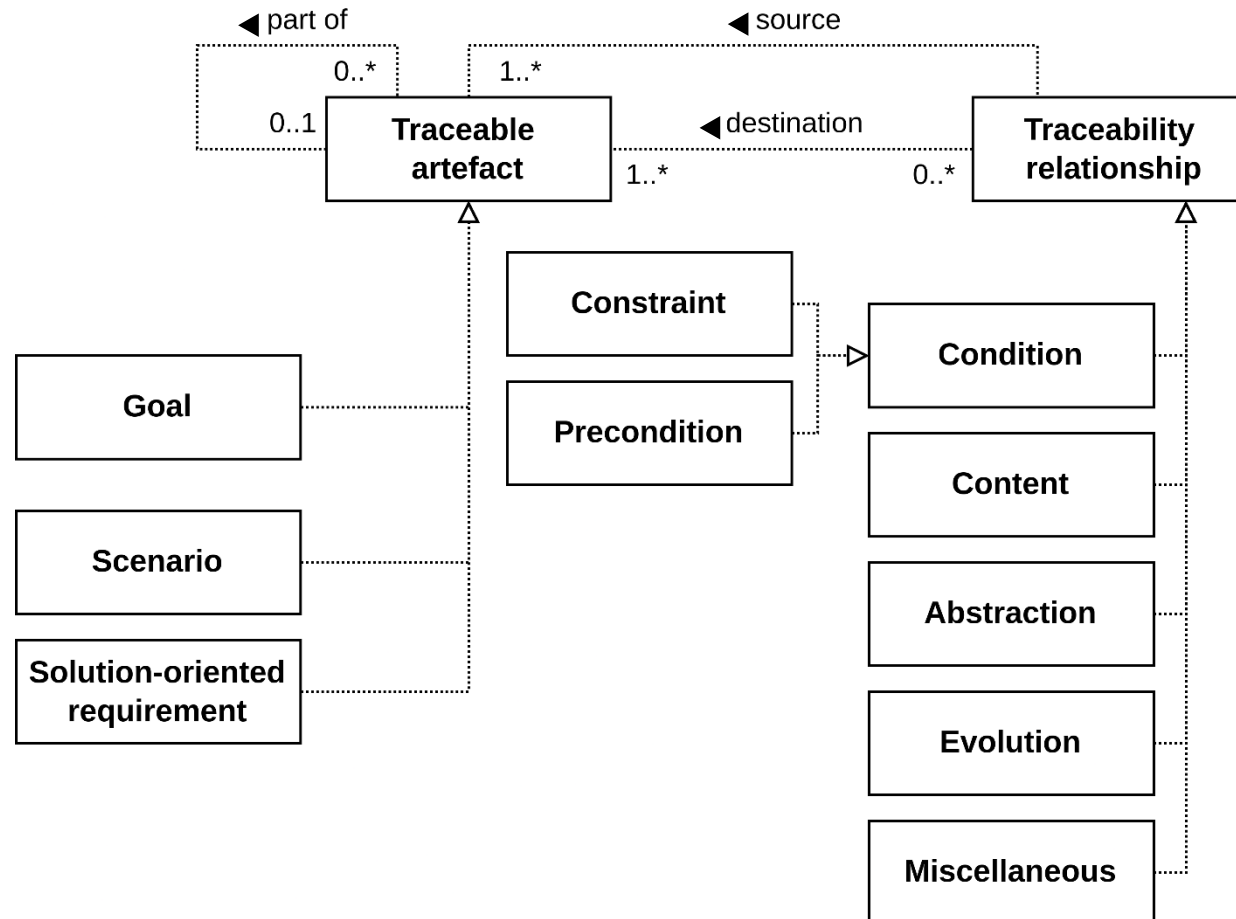 part of
source
0..*
1..*
0..1
Traceable
artefact
destination
1..*
0..*
Traceability
relationship
Constraint
Condition
Goal
Precondition
Content
Scenario
Abstraction
Solution-oriented
requirement
Evolution
Miscellaneous